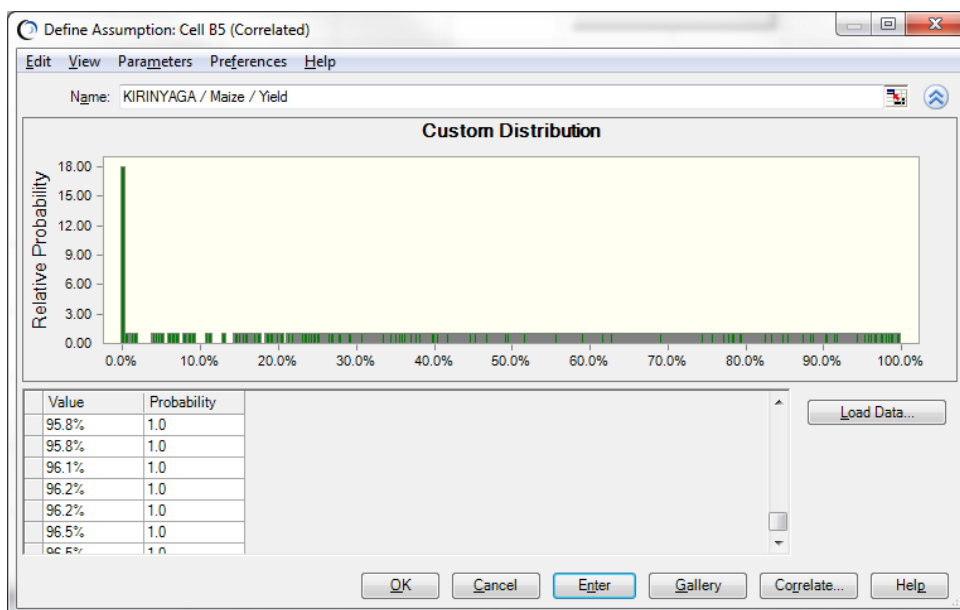 Define Assumption: Cell B5 (Correlated)
Edit View Parameters Preferences Help
Name: KIRINYAGA / Maize / Yield
Custom Distribution
Relative Probability
18.00
15.00
12.00
9.00
6.00
3.00
0.00
0.0% 10.0% 20.0% 30.0% 40.0% 50.0% 60.0% 70.0% 80.0% 90.0% 100.0%
Value Probability
95.8% 1.0
95.8% 1.0
96.1% 1.0
96.2% 1.0
96.2% 1.0
96.5% 1.0
96.5% 1.0
Load Data...
OK Cancel Enter Gallery Correlate... Help